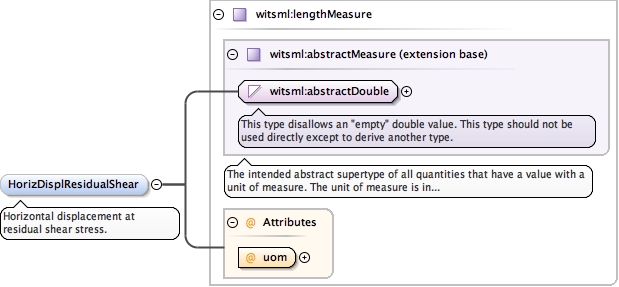 witsml:lengthMeasure
witsml:abstractMeasure (extension base)
witsml:abstractDouble
This type disallows an "empty" double value. This type should not be
used directly except to derive another type.
The intended abstract supertype of all quantities that have a value with a
unit of measure. The unit of measure is in...
HorizDisplResidualShear
Horizontal displacement at
residual shear stress.
@ Attributes
@ uom